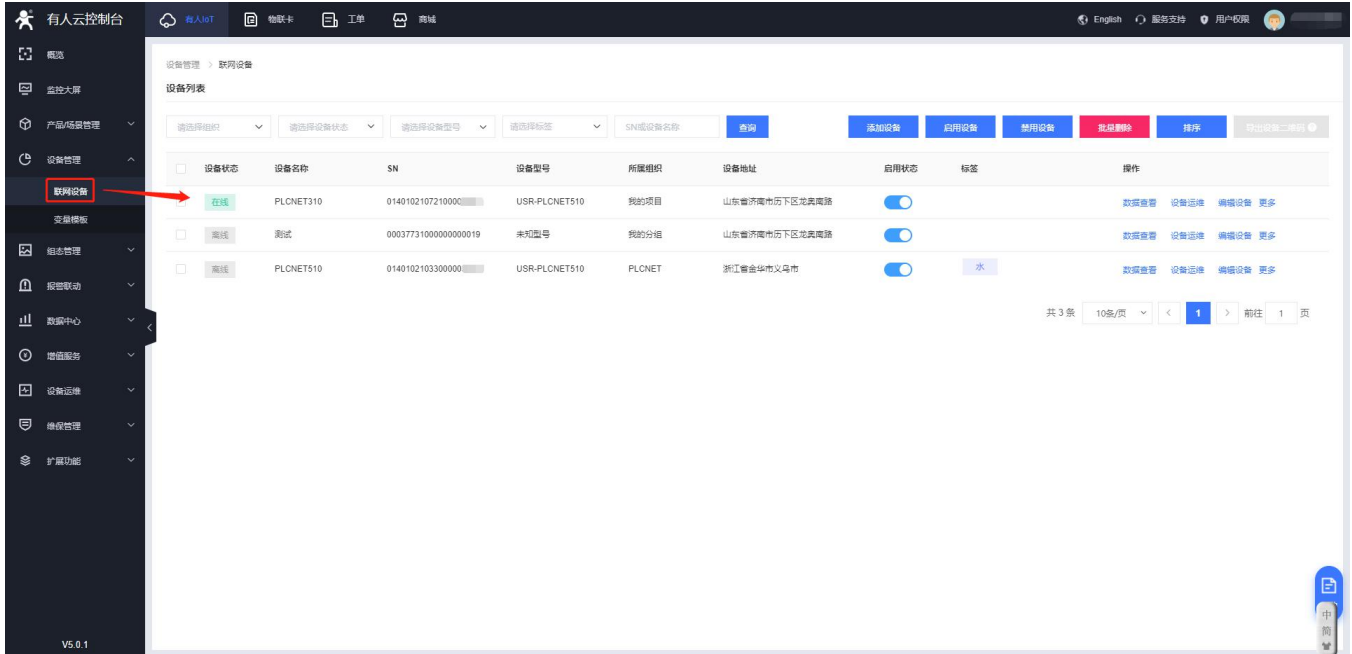 有人云控制台 有人IoT 物联卡 工单 商城 English 服务支持 用户权限
概览
监控大屏
产品/场景管理
设备管理
联网设备
变量模板
组态管理
报警联动
数据中心
增值服务
设备运维
维保管理
扩展功能
V5.0.1
设备管理 > 联网设备
设备列表
请选择组织 请选择设备状态 请选择设备型号 请选择标签 SN或设备名称 查询 添加设备 启用设备 禁用设备 批量删除 排序 导出设备二维码
设备状态 设备名称 SN 设备型号 所属组织 设备地址 启用状态 标签 操作
在线 PLCNET310 0140102107210000 USR-PLCNET510 我的项目 山东省济南市历下区龙奥南路 数据查看 设备运维 编辑设备 更多
离线 测试 00037731000000000019 未知型号 我的分组 山东省济南市历下区龙奥南路 数据查看 设备运维 编辑设备 更多
离线 PLCNET510 0140102103300000 USR-PLCNET510 PLCNET 浙江省金华市义乌市 水 数据查看 设备运维 编辑设备 更多
共 3 条 10条/页 < 1 > 前往 1 页
中
简